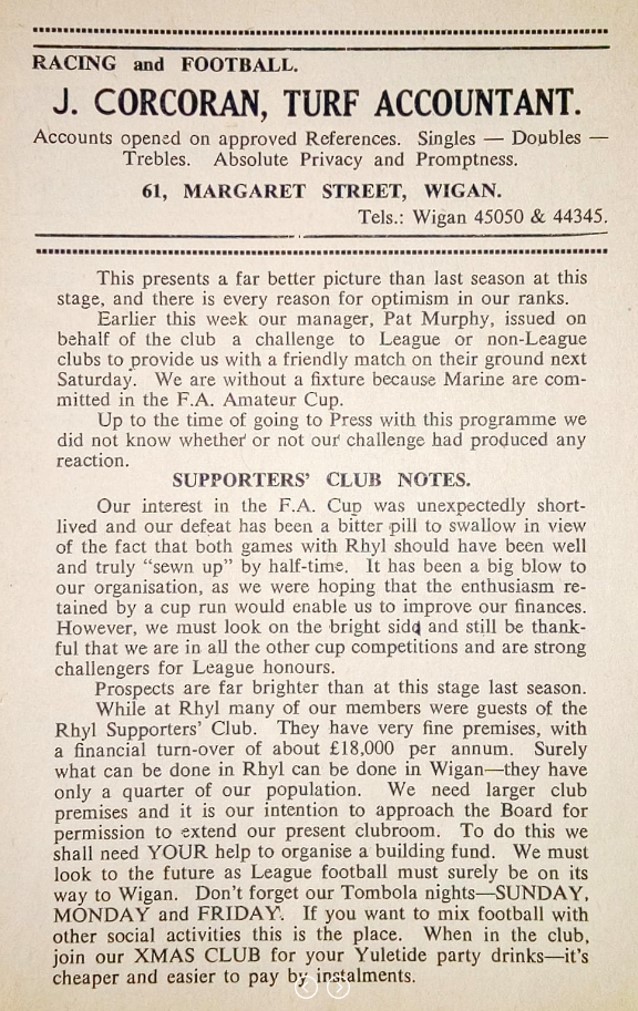 RACING and FOOTBALL.
J. CORCORAN, TURF ACCOUNTANT.
Accounts opened on approved References. Singles — Doubles —
Trebles. Absolute Privacy and Promptness.
61, MARGARET STREET, WIGAN.
Tels.: Wigan 45050 & 44345.
This presents a far better picture than last season at this
stage, and there is every reason for optimism in our ranks.
Earlier this week our manager, Pat Murphy, issued on
behalf of the club a challenge to League or non-League
clubs to provide us with a friendly match on their ground next
Saturday. We are without a fixture because Marine are com-
mitted in the F.A. Amateur Cup.
Up to the time of going to Press with this programme we
did not know whether or not our challenge had produced any
reaction.
SUPPORTERS' CLUB NOTES.
Our interest in the F.A. Cup was unexpectedly short-
lived and our defeat has been a bitter pill to swallow in view
of the fact that both games with Rhyl should have been well
and truly “sewn up” by half-time. It has been a big blow to
our organisation, as we were hoping that the enthusiasm re-
tained by a cup run would enable us to improve our finances.
However, we must look on the bright side and still be thank-
ful that we are in all the other cup competitions and are strong
challengers for League honours.
Prospects are far brighter than at this stage last season.
While at Rhyl many of our members were guests of the
Rhyl Supporters' Club. They have very fine premises, with
a financial turn-over of about £18,000 per annum. Surely
what can be done in Rhyl can be done in Wigan—they have
only a quarter of our population. We need larger club
premises and it is our intention to approach the Board for
permission to extend our present clubroom. To do this we
shall need YOUR help to organise a building fund. We must
look to the future as League football must surely be on its
way to Wigan. Don't forget our Tombola nights—SUNDAY,
MONDAY and FRIDAY. If you want to mix football with
other social activities this is the place. When in the club,
join our XMAS CLUB for your Yuletide party drinks—it's
cheaper and easier to pay by instalments.